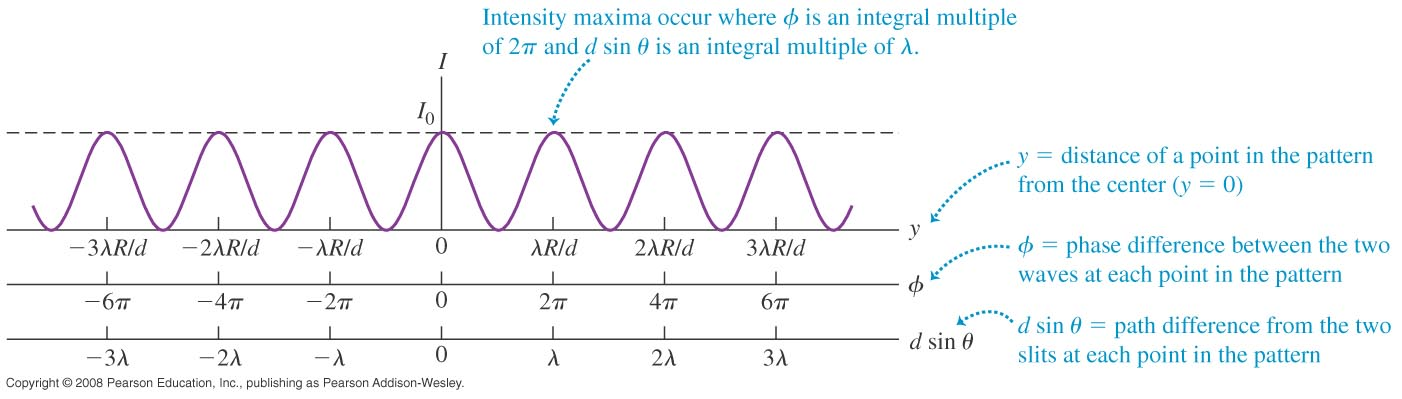 Intensity maxima occur where ϕ is an integral multiple
of 2π and d sin θ is an integral multiple of λ.
I
I₀
y = distance of a point in the pattern
from the center (y = 0)
y
−3λR/d −2λR/d −λR/d 0 λR/d 2λR/d 3λR/d
ϕ = phase difference between the two
waves at each point in the pattern
ϕ
−6π −4π −2π 0 2π 4π 6π
d sin θ = path difference from the two
slits at each point in the pattern
d sin θ
−3λ −2λ −λ 0 λ 2λ 3λ
Copyright © 2008 Pearson Education, Inc., publishing as Pearson Addison-Wesley.